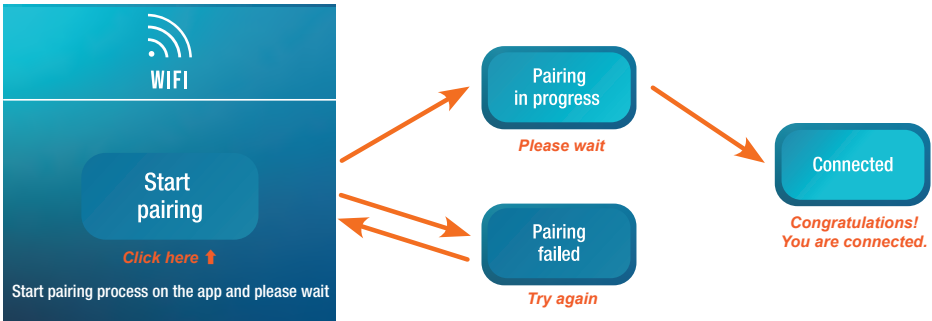 WIFI
Start
pairing
Click here ⬆
Start pairing process on the app and please wait
Pairing
in progress
Please wait
Pairing
failed
Try again
Connected
Congratulations!
You are connected.